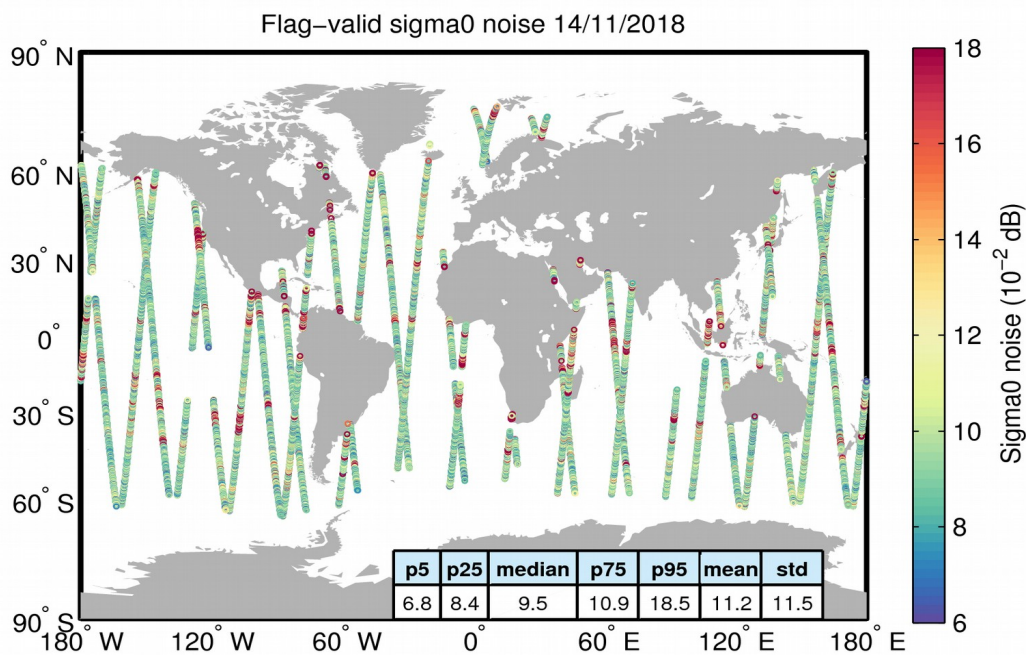 Flag−valid sigma0 noise 14/11/2018
90° N
60° N
30° N
0°
30° S
60° S
90° S
180° W
120° W
60° W
0°
60° E
120° E
180° E
p5 p25 median p75 p95 mean std
6.8 8.4 9.5 10.9 18.5 11.2 11.5
18
16
14
12
10
8
6
Sigma0 noise (10⁻² dB)